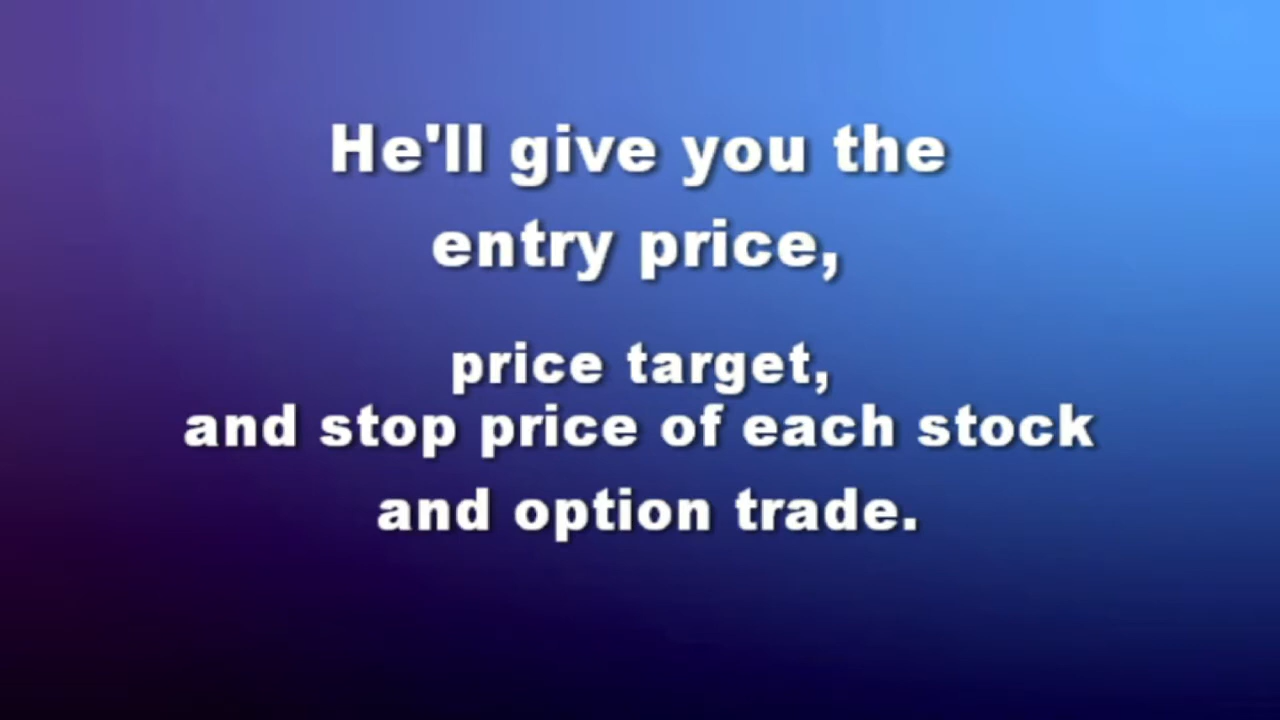 He'll give you the
entry price,
price target,
and stop price of each stock
and option trade.